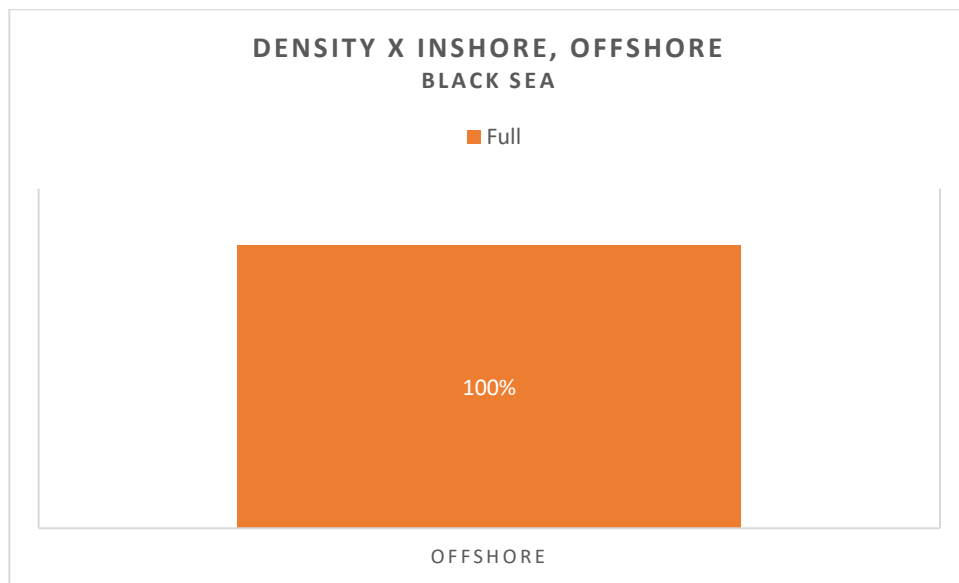 DENSITY X INSHORE, OFFSHORE
BLACK SEA
Full
100%
OFFSHORE